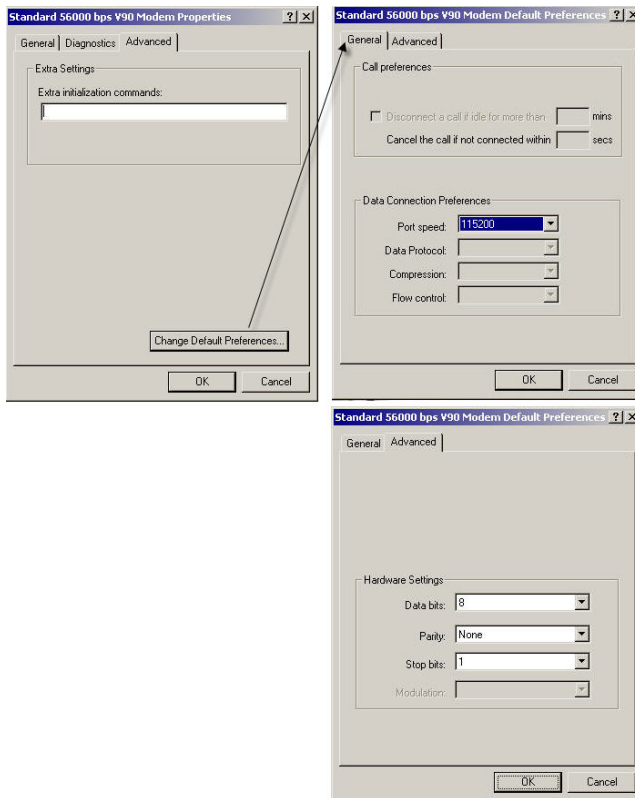 Standard 56000 bps V90 Modem Properties
General Diagnostics Advanced
Extra Settings
Extra initialization commands:
Change Default Preferences...
OK Cancel
Standard 56000 bps V90 Modem Default Preferences
General Advanced
Call preferences
Disconnect a call if idle for more than mins
Cancel the call if not connected within secs
Data Connection Preferences
Port speed: 115200
Data Protocol:
Compression:
Flow control:
OK Cancel
Standard 56000 bps V90 Modem Default Preferences
General Advanced
Hardware Settings
Data bits: 8
Parity: None
Stop bits: 1
Modulation:
OK Cancel